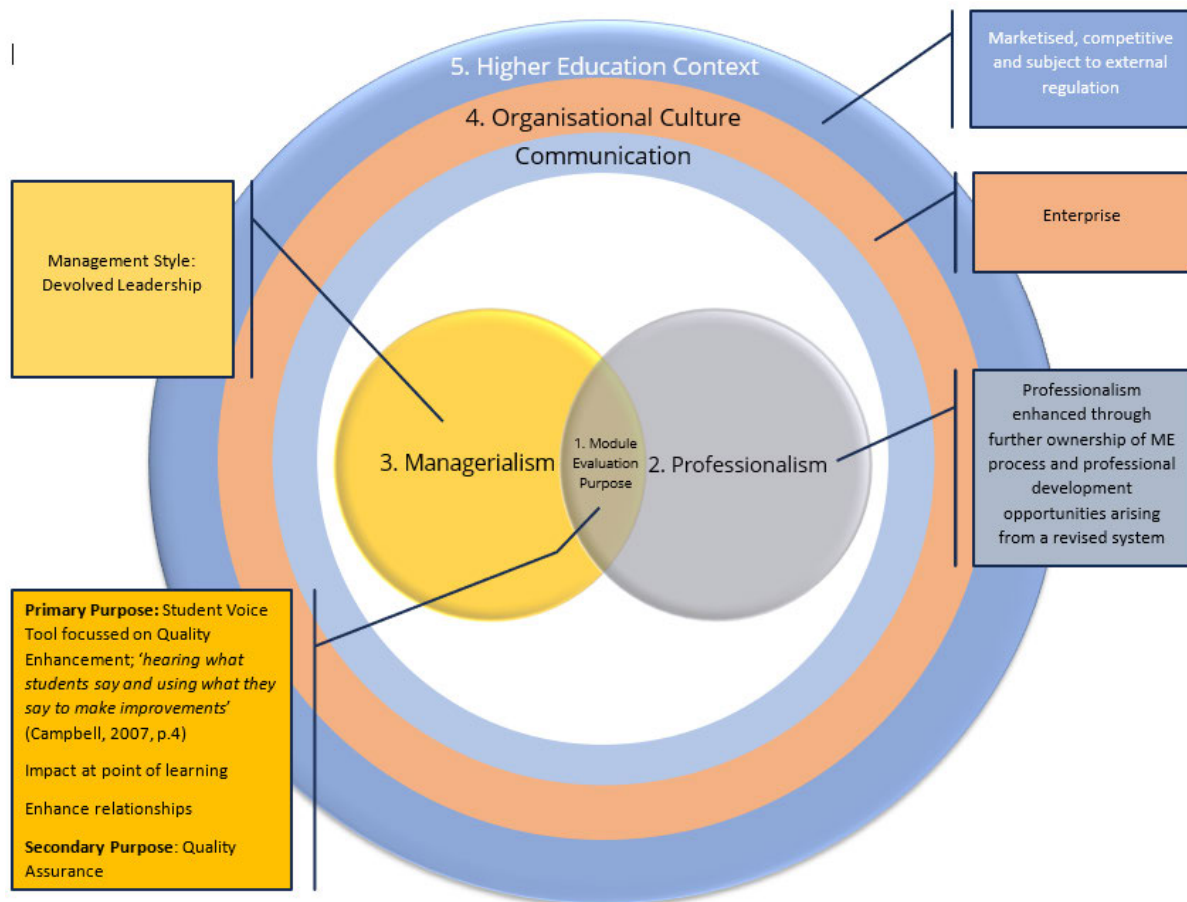 5. Higher Education Context
4. Organisational Culture
Communication
Marketised, competitive
and subject to external
regulation
Enterprise
Management Style:
Devolved Leadership
3. Managerialism
1. Module
Evaluation
Purpose
2. Professionalism
Professionalism
enhanced through
further ownership of ME
process and professional
development
opportunities arising
from a revised system
Primary Purpose: Student Voice
Tool focussed on Quality
Enhancement; ‘hearing what
students say and using what they
say to make improvements’
(Campbell, 2007, p.4)
Impact at point of learning
Enhance relationships
Secondary Purpose: Quality
Assurance